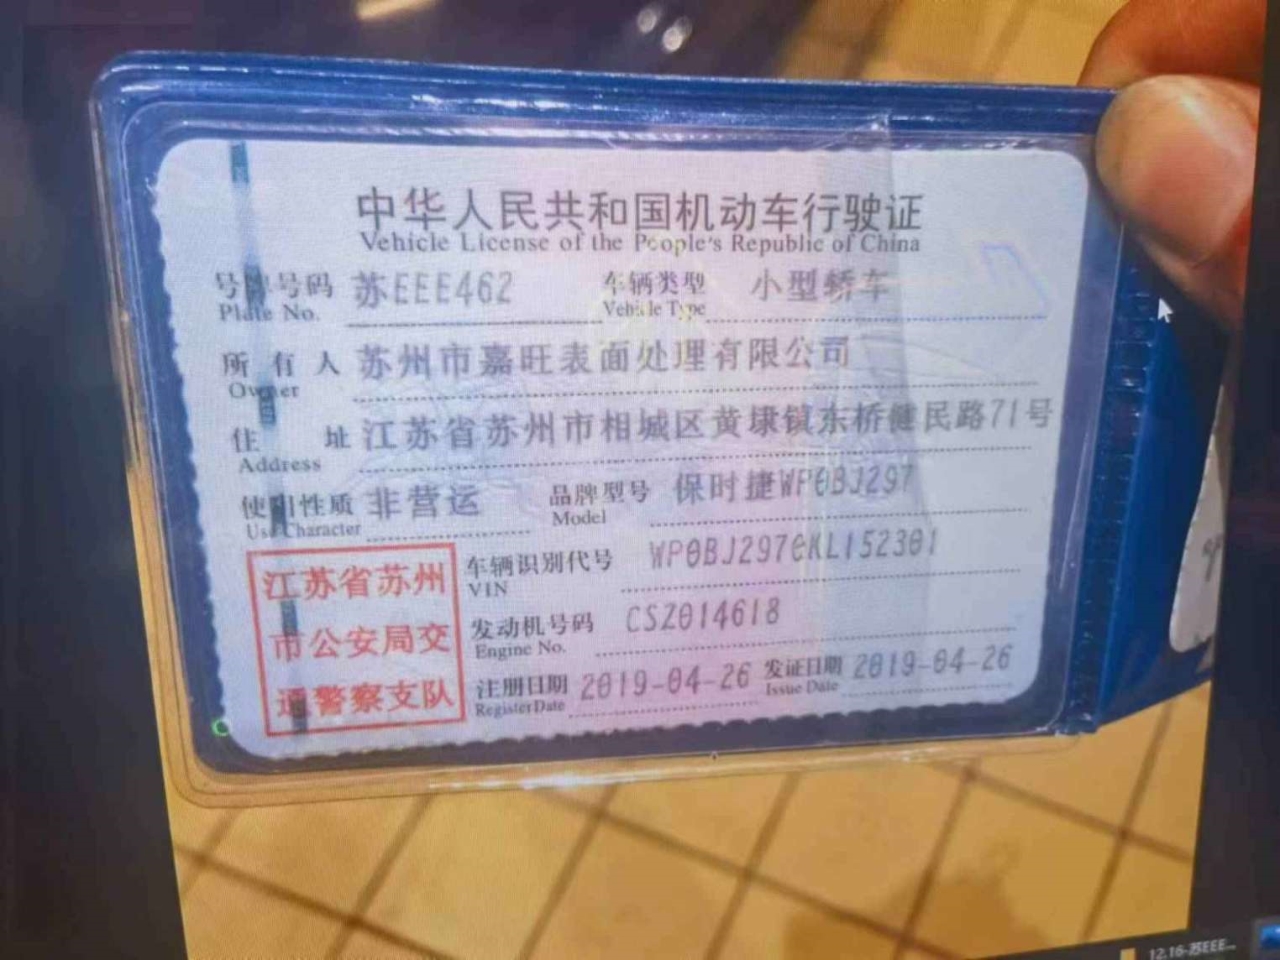 中华人民共和国机动车行驶证
Vehicle License of the People's Republic of China
号牌号码 苏EEE462 车辆类型 小型轿车
Plate No. Vehicle Type
所有人 苏州市嘉旺表面处理有限公司
Owner
住址 江苏省苏州市相城区黄埭镇东桥健民路71号
Address
使用性质 非营运 品牌型号 保时捷WP0BJ297
Use Character Model
江苏省苏州
市公安局交
通警察支队
车辆识别代号 WP0BJ2970KL152301
VIN
发动机号码 CSZ014618
Engine No.
注册日期 2019-04-26 发证日期 2019-04-26
Register Date Issue Date
12.16-苏EEE...